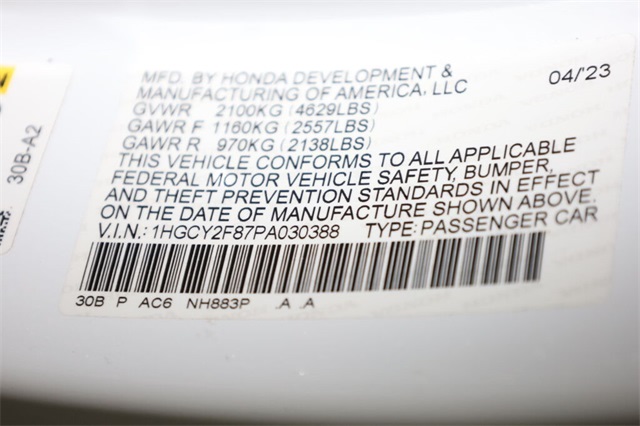 MFD. BY HONDA DEVELOPMENT &
MANUFACTURING OF AMERICA, LLC 04/'23
GVWR 2100KG (4629LBS)
GAWR F 1160KG (2557LBS)
GAWR R 970KG (2138LBS)
THIS VEHICLE CONFORMS TO ALL APPLICABLE
FEDERAL MOTOR VEHICLE SAFETY, BUMPER,
AND THEFT PREVENTION STANDARDS IN EFFECT
ON THE DATE OF MANUFACTURE SHOWN ABOVE.
V.I.N.: 1HGCY2F87PA030388 TYPE: PASSENGER CAR
30B P AC6 NH883P .A .A
30B-A2